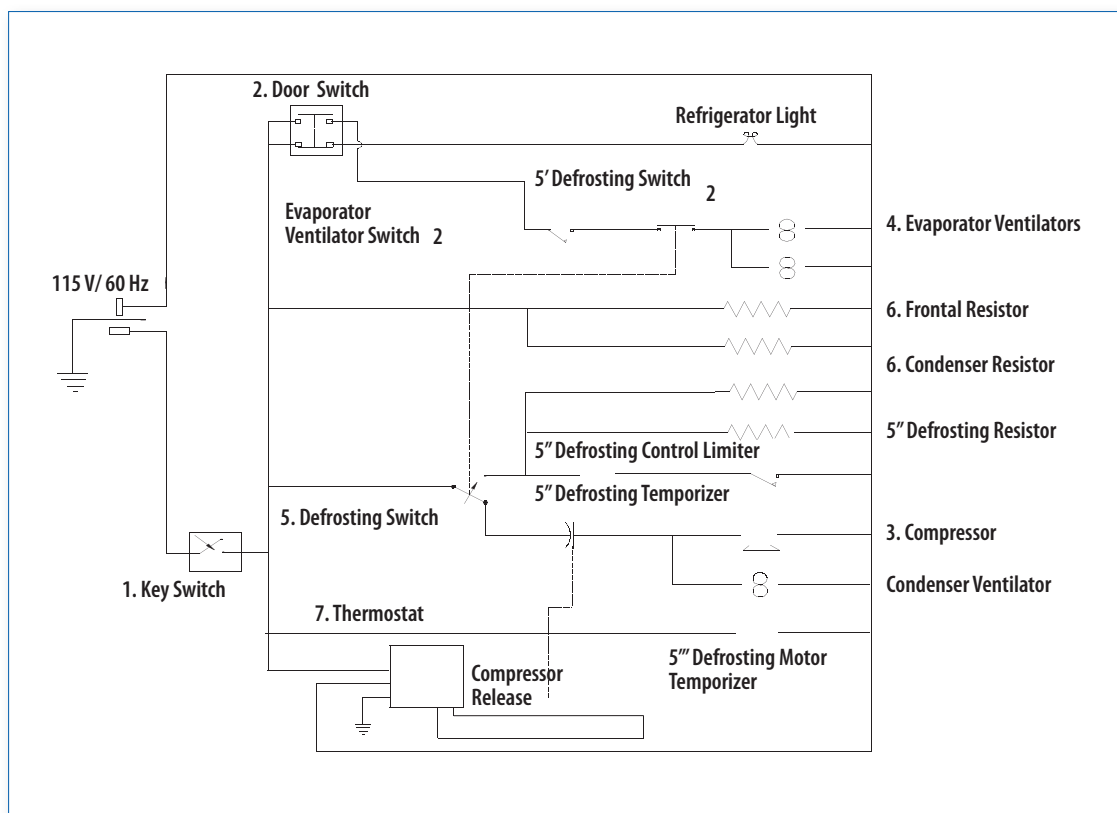 2. Door Switch
Refrigerator Light
5’ Defrosting Switch
2
Evaporator
Ventilator Switch 2
4. Evaporator Ventilators
115 V/ 60 Hz
6. Frontal Resistor
6. Condenser Resistor
5” Defrosting Resistor
5” Defrosting Control Limiter
5” Defrosting Temporizer
5. Defrosting Switch
3. Compressor
1. Key Switch
Condenser Ventilator
7. Thermostat
5”’ Defrosting Motor
Temporizer
Compressor
Release